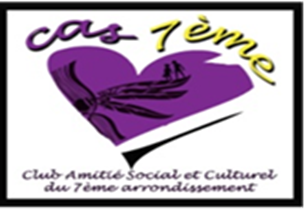 cas 7ème
Club Amitié Social et Culturel
du 7ème arrondissement